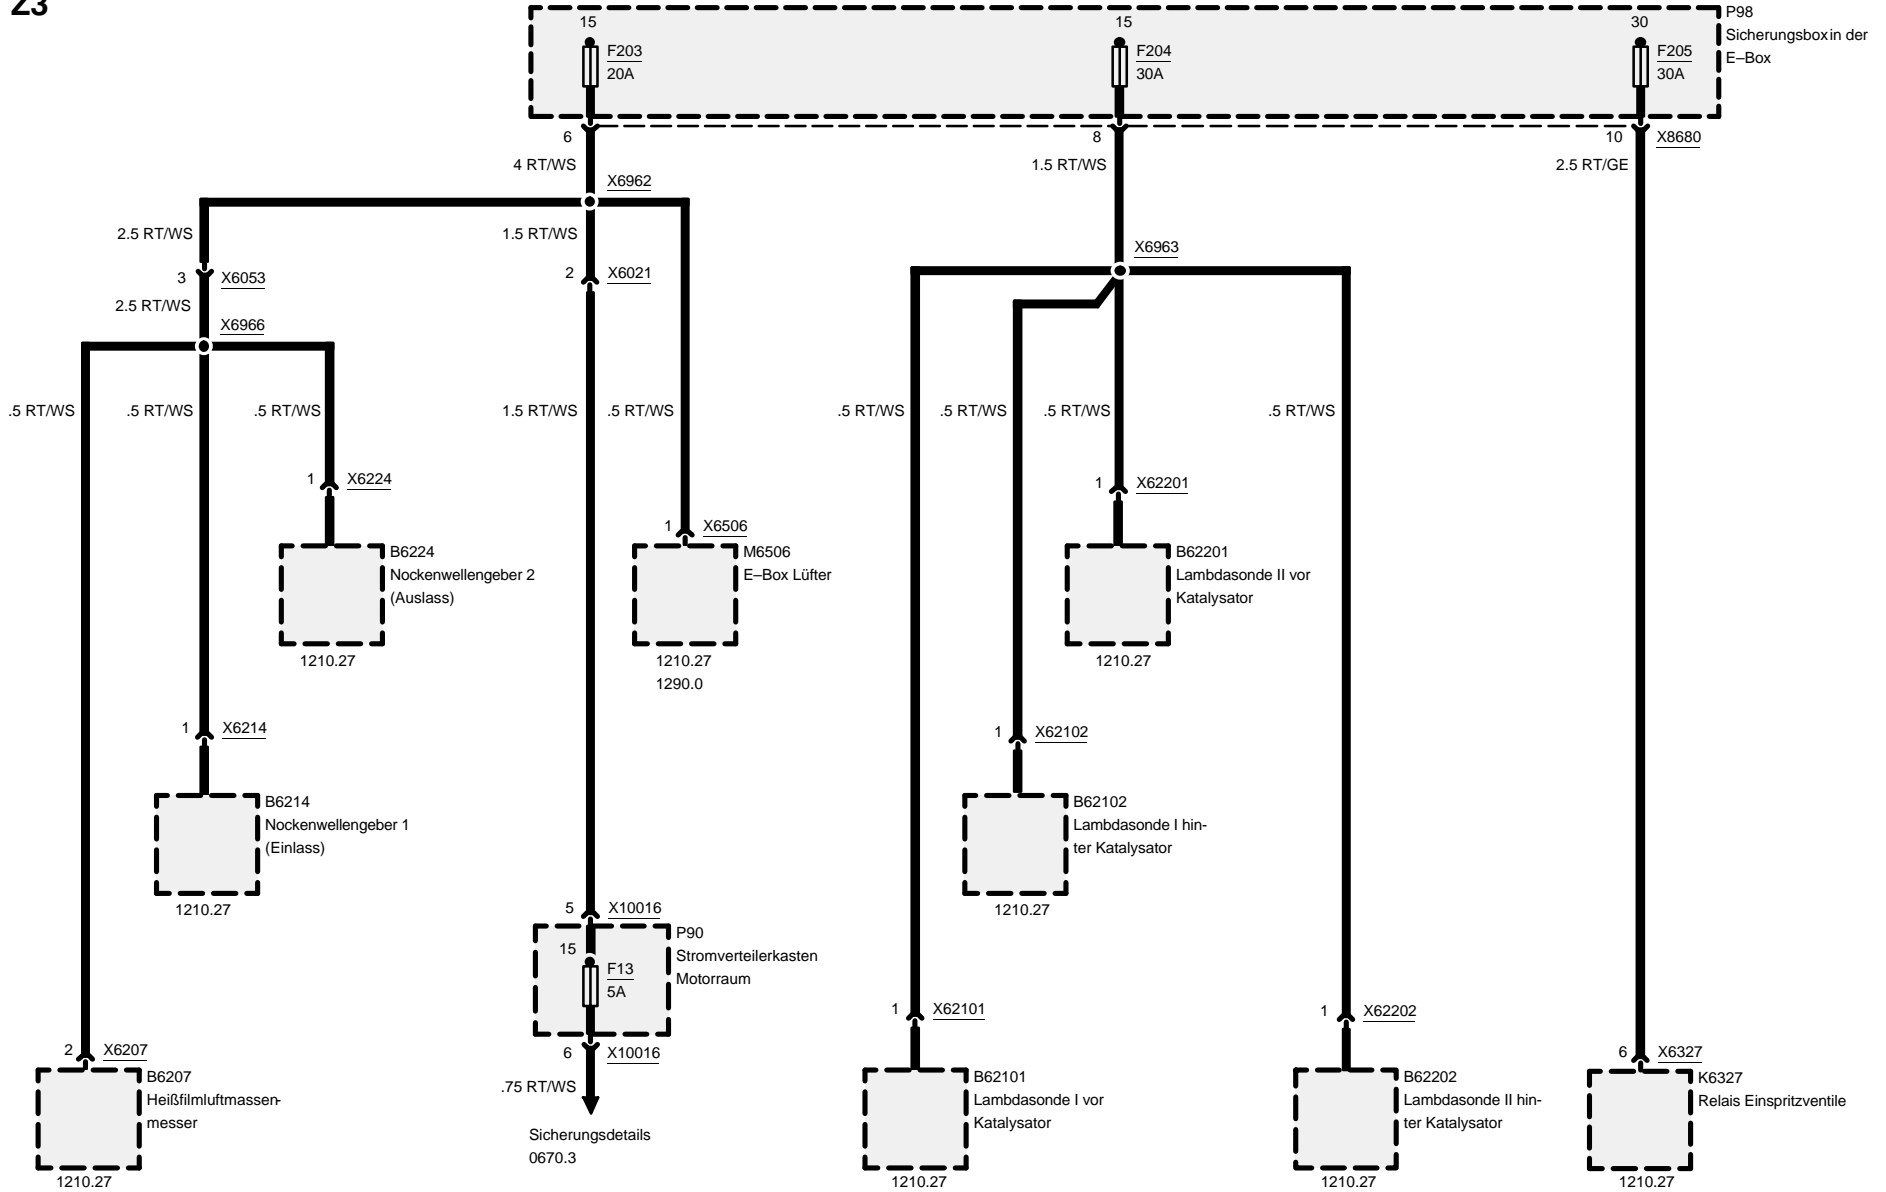 Z3
15
15
30
P98
Sicherungsbox in der
E–Box
F203
20A
F204
30A
F205
30A
6
8
10
X8680
4 RT/WS
1.5 RT/WS
2.5 RT/GE
X6962
2.5 RT/WS
1.5 RT/WS
X6963
3
X6053
2
X6021
2.5 RT/WS
X6966
.5 RT/WS
.5 RT/WS
.5 RT/WS
1.5 RT/WS
.5 RT/WS
.5 RT/WS
.5 RT/WS
.5 RT/WS
.5 RT/WS
1
X6224
1
X62201
1
X6506
B6224
Nockenwellengeber 2
(Auslass)
1210.27
M6506
E–Box Lüfter
1210.27
1290.0
B62201
Lambdasonde II vor
Katalysator
1210.27
1
X6214
1
X62102
B6214
Nockenwellengeber 1
(Einlass)
1210.27
B62102
Lambdasonde I hin-
ter Katalysator
1210.27
5
X10016
P90
Stromverteilerkasten
Motorraum
15
F13
5A
6
X10016
.75 RT/WS
Sicherungsdetails
0670.3
1
X62101
1
X62202
2
X6207
6
X6327
B6207
Heißfilmluftmassen-
messer
1210.27
B62101
Lambdasonde I vor
Katalysator
1210.27
B62202
Lambdasonde II hin-
ter Katalysator
1210.27
K6327
Relais Einspritzventile
1210.27